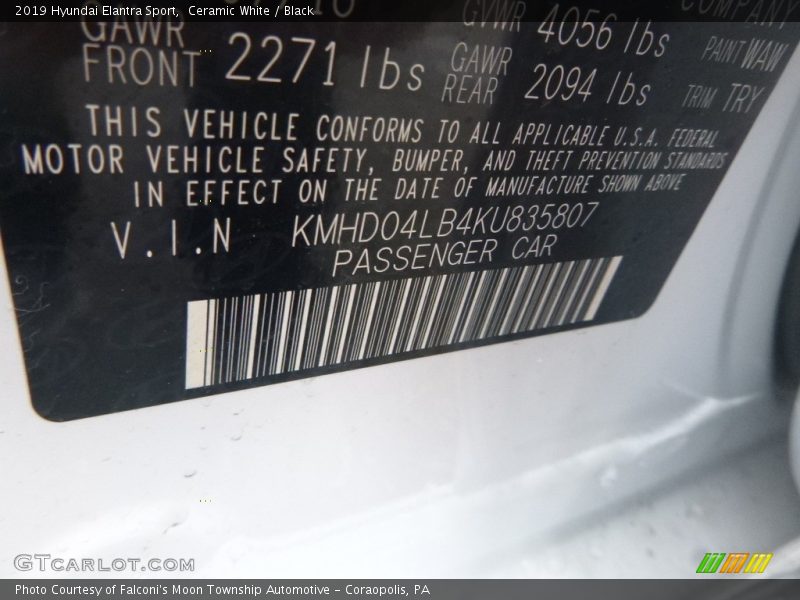 2019 Hyundai Elantra Sport, Ceramic White / Black
GVWR 4056 lbs COMPANY
GAWR FRONT 2271 lbs GAWR REAR 2094 lbs
PAINT WAW
TRIM TRY
THIS VEHICLE CONFORMS TO ALL APPLICABLE U.S.A. FEDERAL
MOTOR VEHICLE SAFETY, BUMPER, AND THEFT PREVENTION STANDARDS
IN EFFECT ON THE DATE OF MANUFACTURE SHOWN ABOVE
V.I.N KMHD04LB4KU835807
PASSENGER CAR
GTCARLOT.COM
Photo Courtesy of Falconi's Moon Township Automotive – Coraopolis, PA